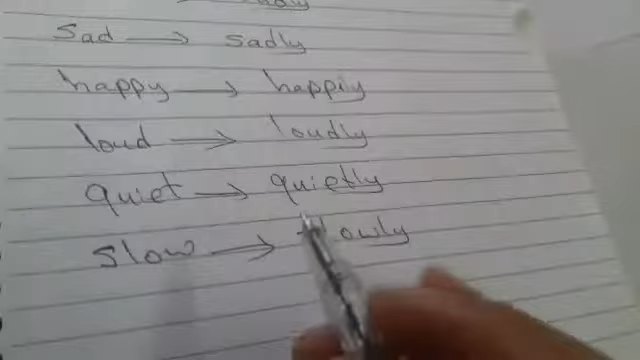 sad → sadly
happy → happily
loud → loudly
quiet → quietly
slow →